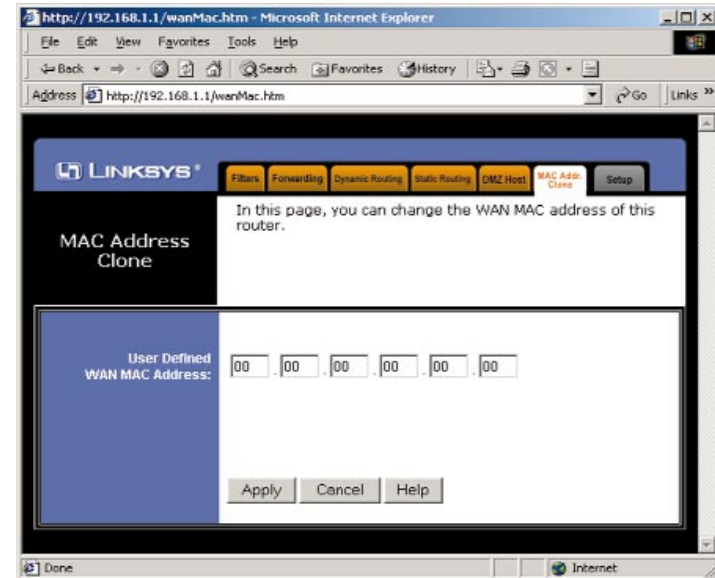 http://192.168.1.1/wanMac.htm - Microsoft Internet Explorer
File Edit View Favorites Tools Help
Back Search Favorites History
Address http://192.168.1.1/wanMac.htm Go Links »
LINKSYS®
Filters Forwarding Dynamic Routing Static Routing DMZ Host MAC Addr. Clone Setup
MAC Address
Clone
In this page, you can change the WAN MAC address of this
router.
User Defined
WAN MAC Address:
00 . 00 . 00 . 00 . 00 . 00
Apply Cancel Help
Done Internet